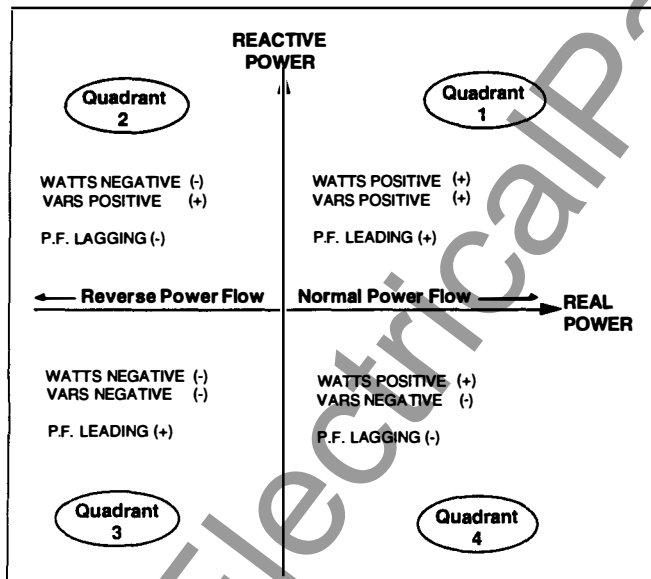 REACTIVE
POWER
Quadrant
2
Quadrant
1
WATTS NEGATIVE (-)
VARS POSITIVE (+)
P.F. LAGGING (-)
WATTS POSITIVE (+)
VARS POSITIVE (+)
P.F. LEADING (+)
Reverse Power Flow
Normal Power Flow
REAL
POWER
WATTS NEGATIVE (-)
VARS NEGATIVE (-)
P.F. LEADING (+)
WATTS POSITIVE (+)
VARS NEGATIVE (-)
P.F. LAGGING (-)
Quadrant
3
Quadrant
4